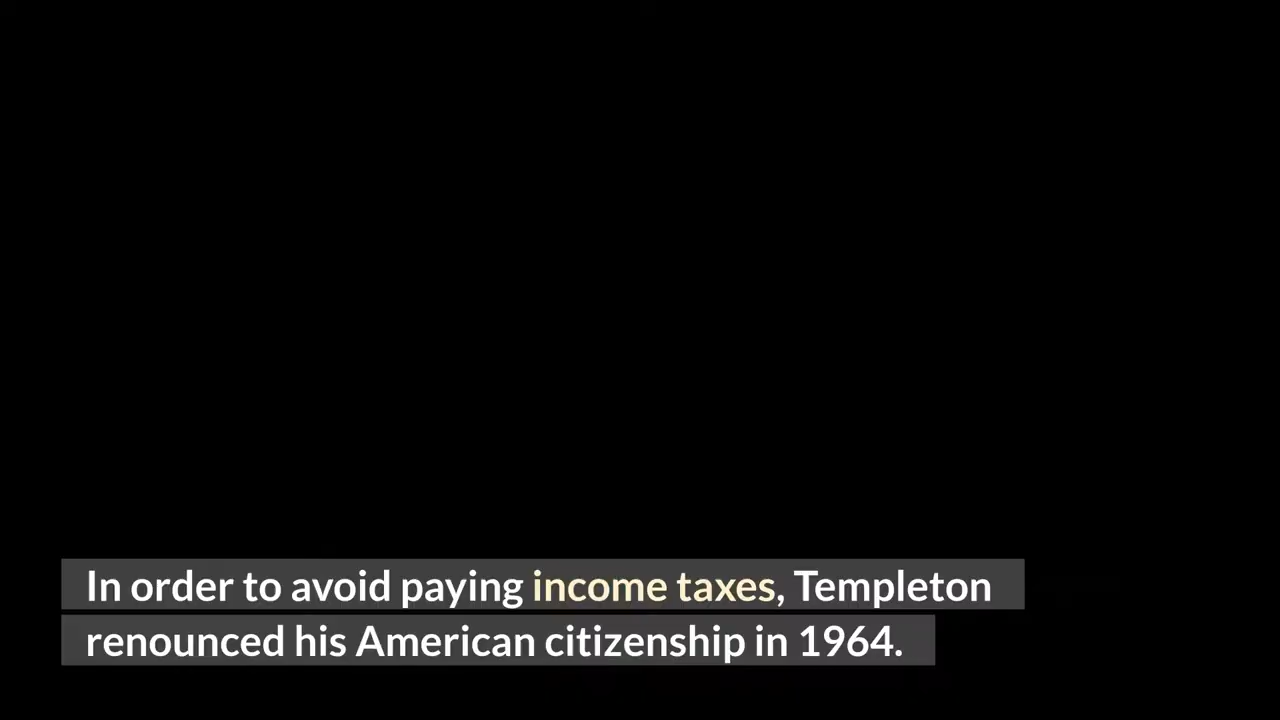 In order to avoid paying income taxes, Templeton
renounced his American citizenship in 1964.